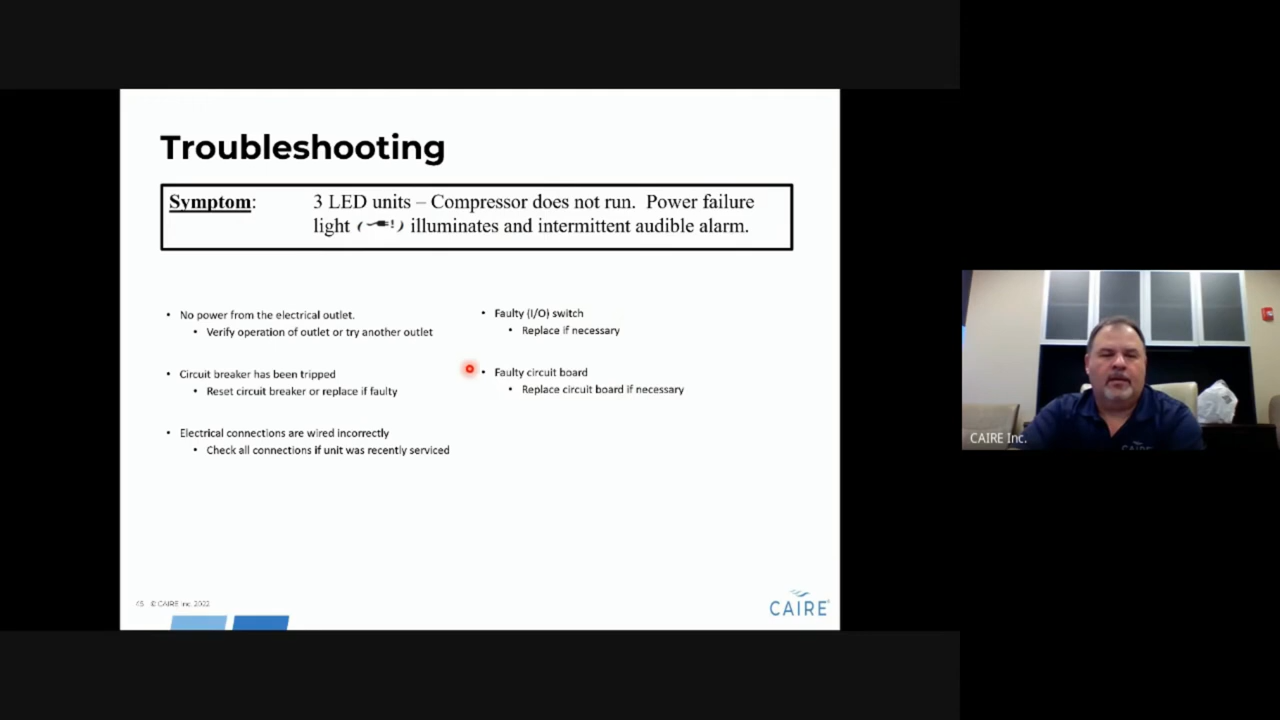 Troubleshooting
Symptom: 3 LED units – Compressor does not run. Power failure
light ( ! ) illuminates and intermittent audible alarm.
• No power from the electrical outlet.
• Verify operation of outlet or try another outlet
• Circuit breaker has been tripped
• Reset circuit breaker or replace if faulty
• Electrical connections are wired incorrectly
• Check all connections if unit was recently serviced
• Faulty (I/O) switch
• Replace if necessary
• Faulty circuit board
• Replace circuit board if necessary
45 © CAIRE Inc. 2022
CAIRE
CAIRE Inc.
CAIRE